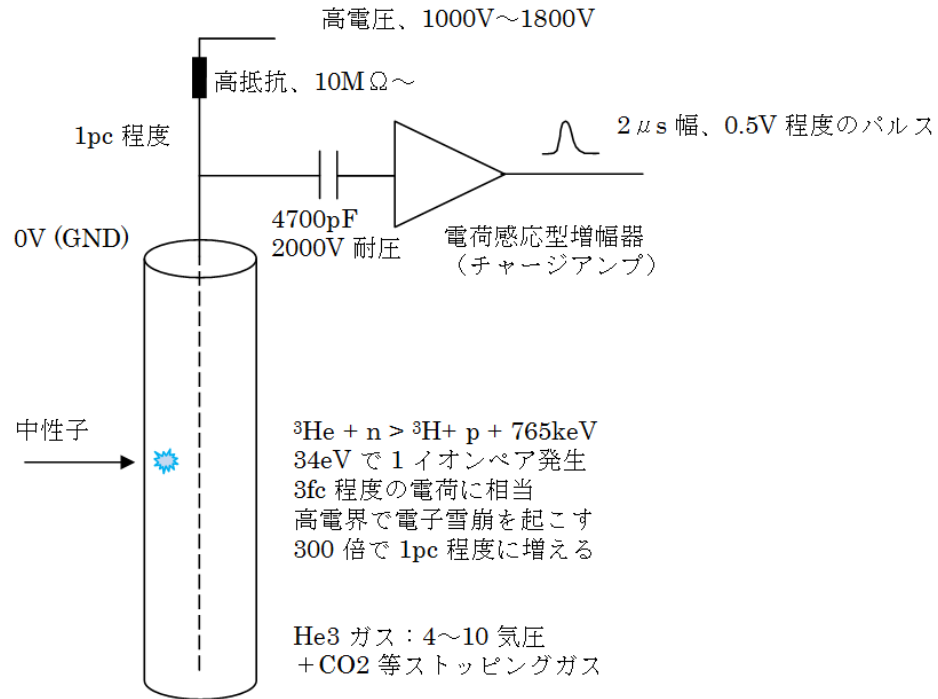 高電圧、1000V～1800V
高抵抗、10MΩ～
1pc 程度
2μs 幅、0.5V 程度のパルス
4700pF
2000V 耐圧
電荷感応型増幅器
（チャージアンプ）
0V (GND)
中性子
³He + n > ³H+ p + 765keV
34eV で 1 イオンペア発生
3fc 程度の電荷に相当
高電界で電子雪崩を起こす
300 倍で 1pc 程度に増える
He3 ガス：4～10 気圧
＋CO2 等ストッピングガス